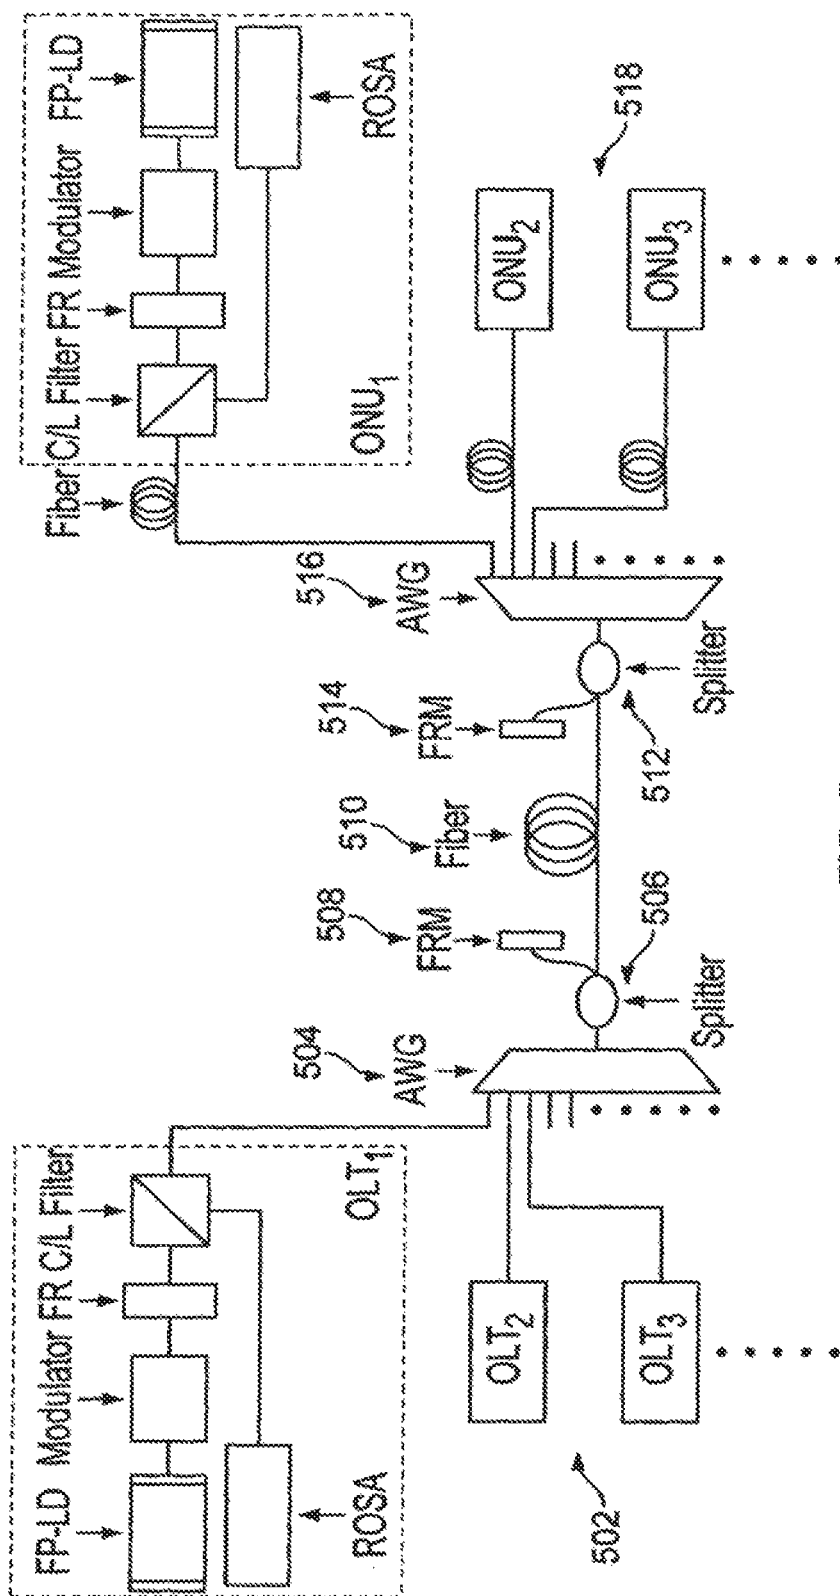 FP-LD Modulator FR C/L Filter
ROSA
OLT1
OLT2
OLT3
502
504
AWG
Splitter
506
508
FRM
510
Fiber
514
FRM
512
Splitter
516
AWG
Fiber C/L Filter FR Modulator FP-LD
ROSA
ONU1
ONU2
ONU3
518